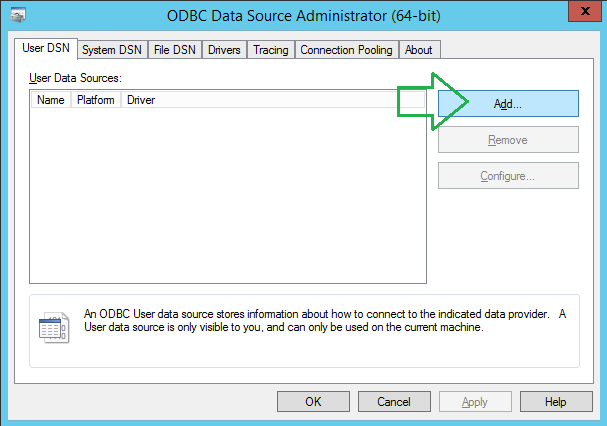 ODBC Data Source Administrator (64-bit)
x
User DSN System DSN File DSN Drivers Tracing Connection Pooling About
User Data Sources:
Name Platform Driver
Add...
Remove
Configure...
An ODBC User data source stores information about how to connect to the indicated data provider. A
User data source is only visible to you, and can only be used on the current machine.
OK Cancel Apply Help